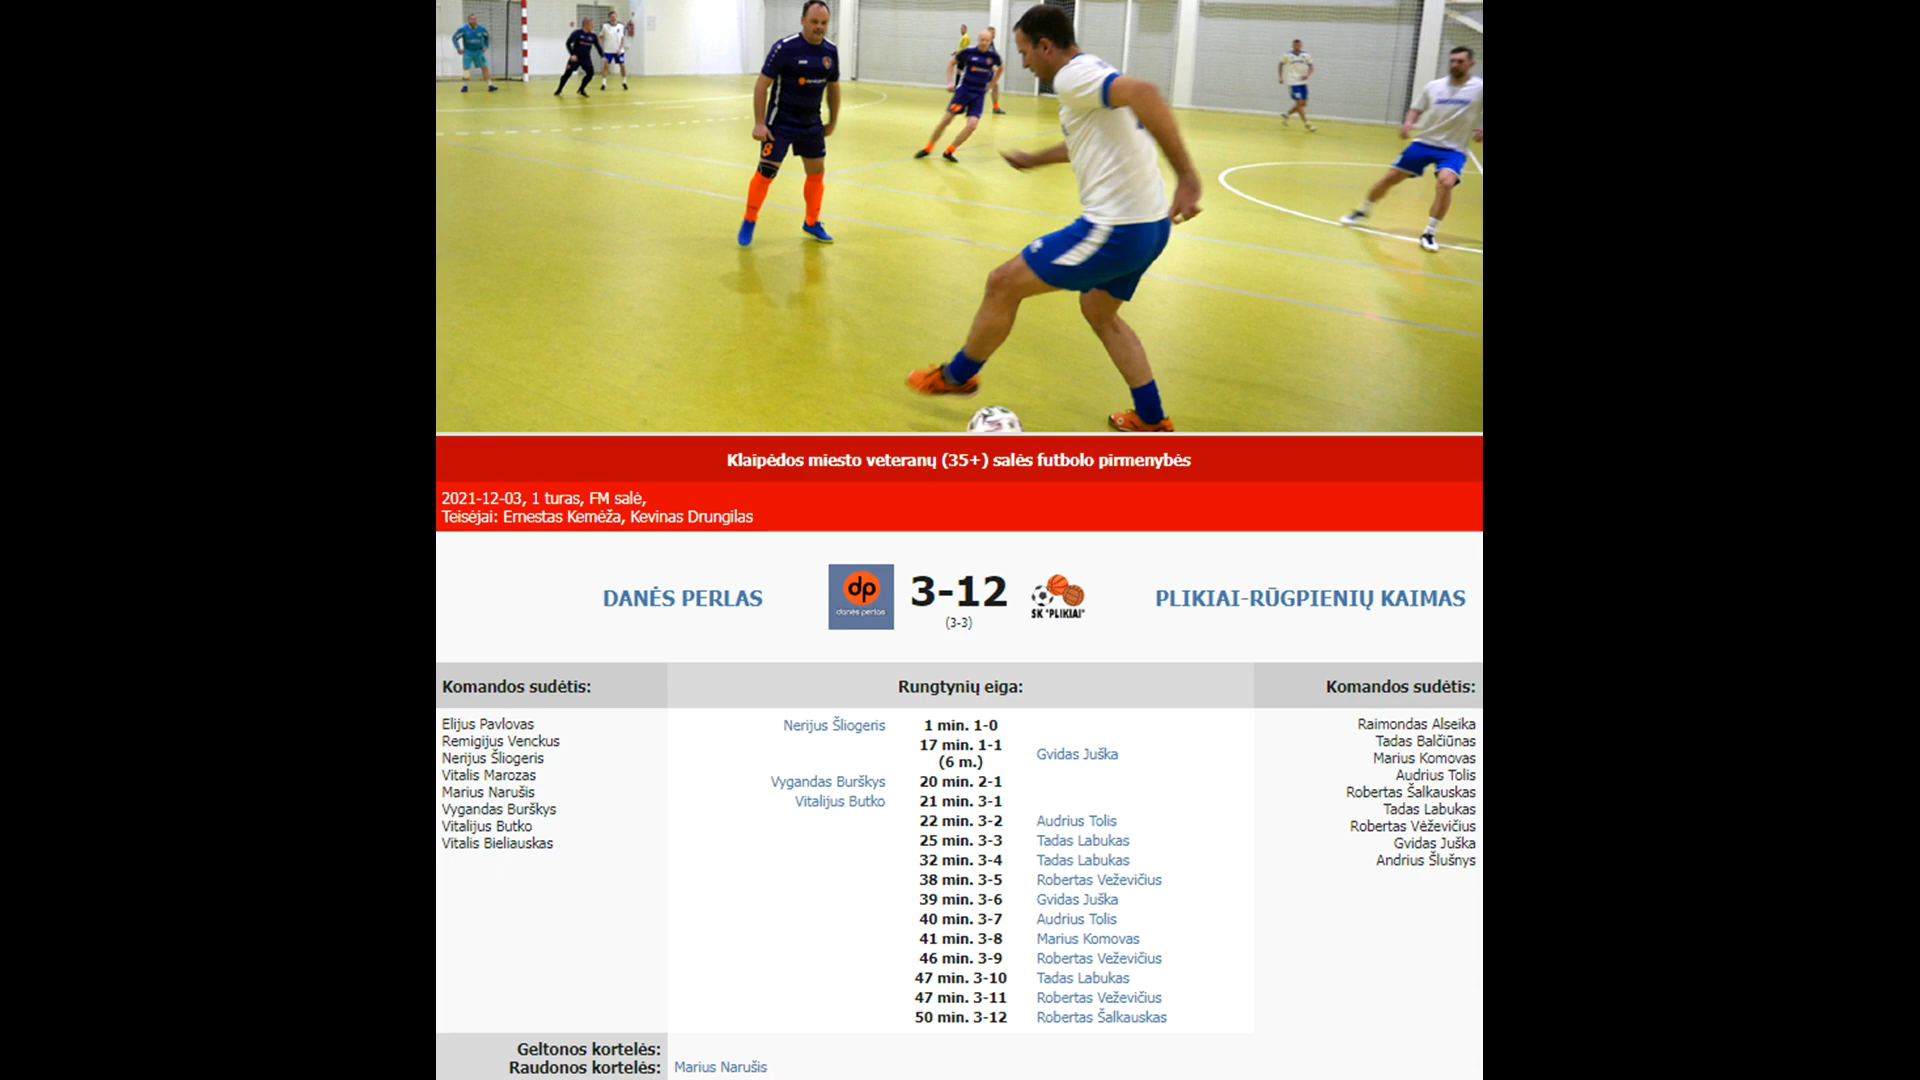 8
Klaipėdos miesto veteranų (35+) salės futbolo pirmenybės
2021-12-03, 1 turas, FM salė,
Teisėjai: Ernestas Kemėža, Kevinas Drungilas
DANĖS PERLAS
dp
danės perlas
3-12
(3-3)
SK "PLIKIAI"
PLIKIAI-RŪGPIENIŲ KAIMAS
Komandos sudėtis:
Elijus Pavlovas
Remigijus Venckus
Nerijus Šliogeris
Vitalis Marozas
Marius Narušis
Vygandas Burškys
Vitalijus Butko
Vitalis Bieliauskas
Rungtynių eiga:
Nerijus Šliogeris 1 min. 1-0
17 min. 1-1
(6 m.) Gvidas Juška
Vygandas Burškys 20 min. 2-1
Vitalijus Butko 21 min. 3-1
22 min. 3-2 Audrius Tolis
25 min. 3-3 Tadas Labukas
32 min. 3-4 Tadas Labukas
38 min. 3-5 Robertas Veževičius
39 min. 3-6 Gvidas Juška
40 min. 3-7 Audrius Tolis
41 min. 3-8 Marius Komovas
46 min. 3-9 Robertas Veževičius
47 min. 3-10 Tadas Labukas
47 min. 3-11 Robertas Veževičius
50 min. 3-12 Robertas Šalkauskas
Komandos sudėtis:
Raimondas Alseika
Tadas Balčiūnas
Marius Komovas
Audrius Tolis
Robertas Šalkauskas
Tadas Labukas
Robertas Vėževičius
Gvidas Juška
Andrius Šlušnys
Geltonos kortelės:
Raudonos kortelės: Marius Narušis